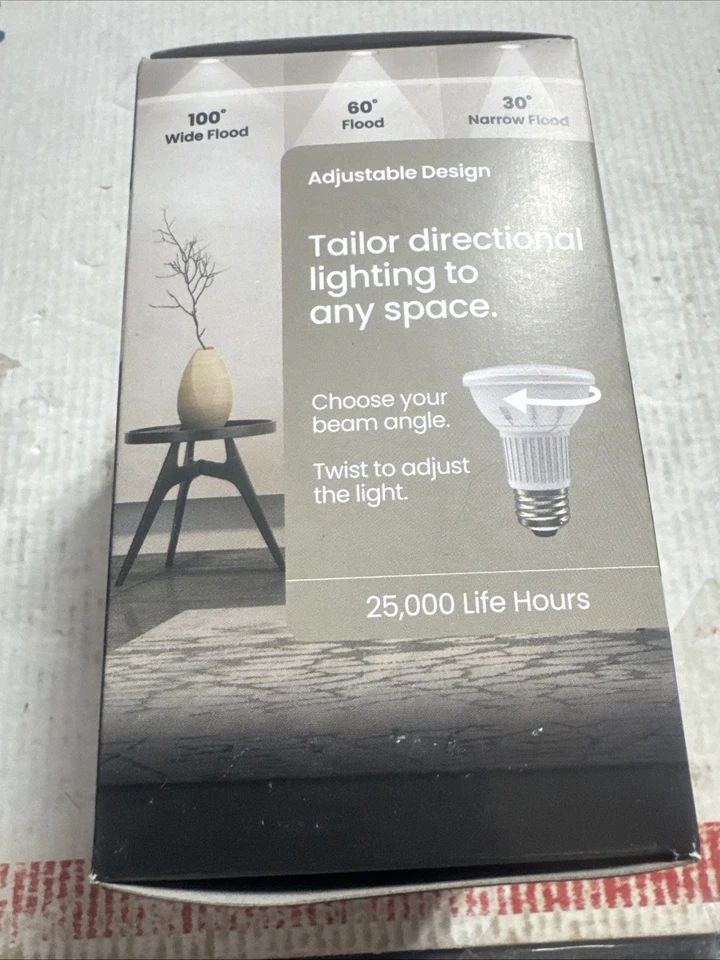 100°
Wide Flood
60°
Flood
30°
Narrow Flood
Adjustable Design
Tailor directional
lighting to
any space.
Choose your
beam angle.
Twist to adjust
the light.
25,000 Life Hours